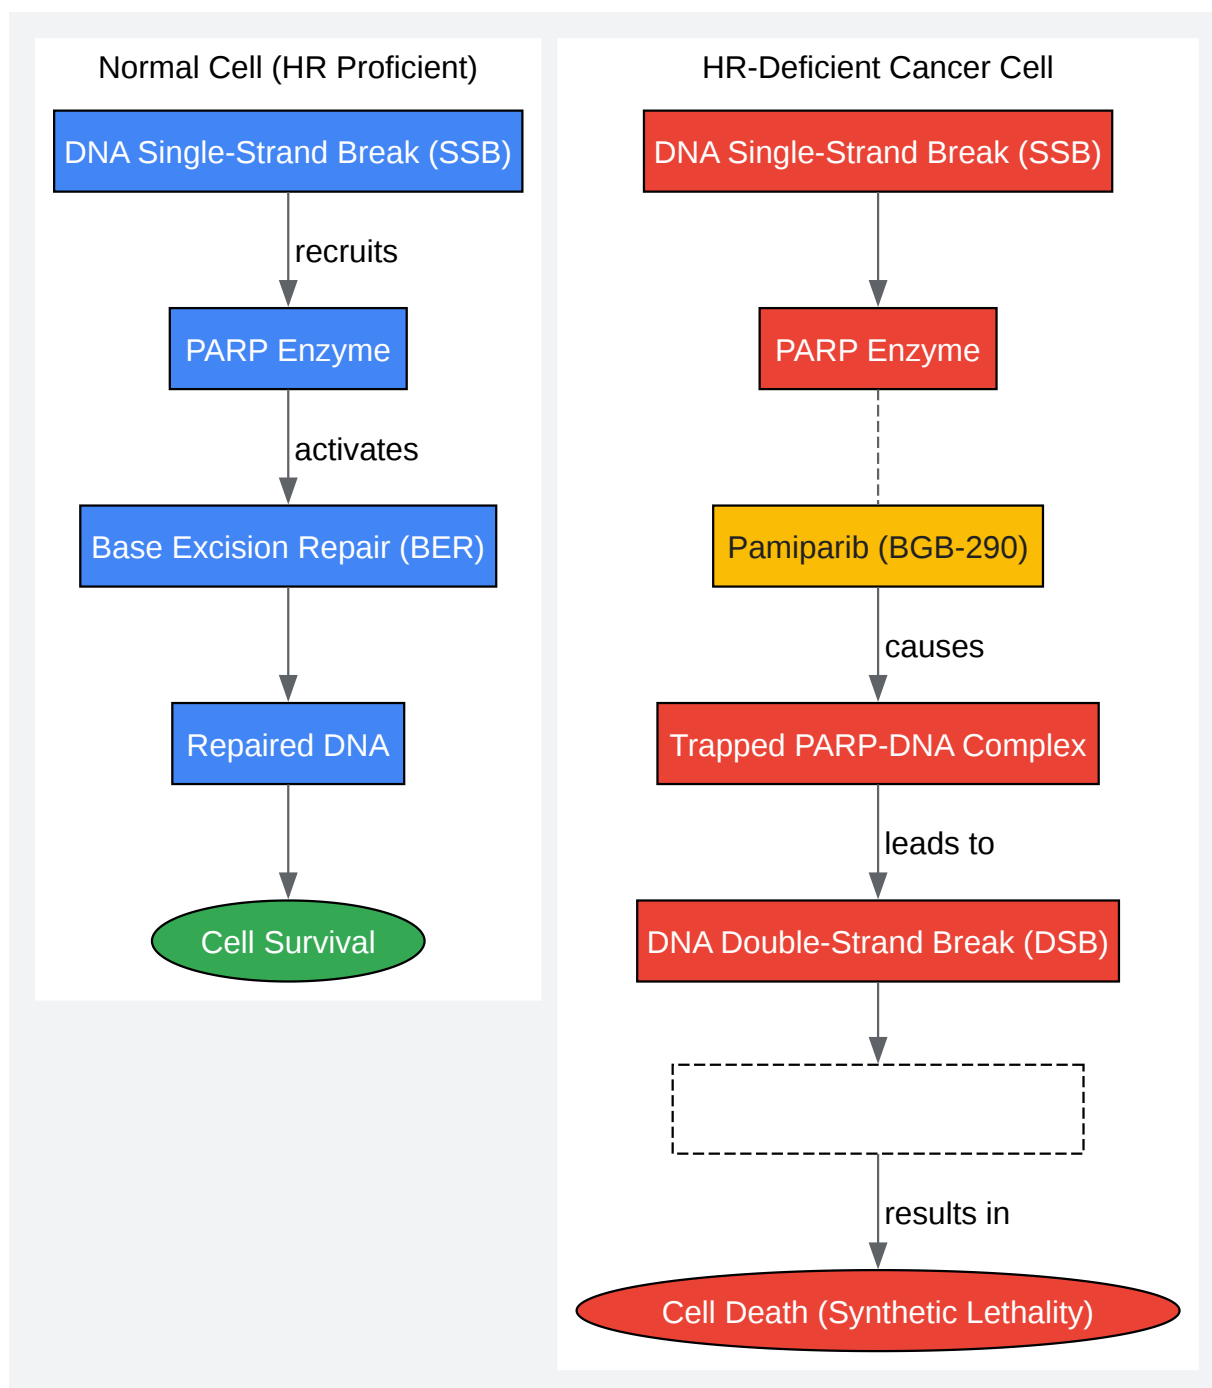 Normal Cell (HR Proficient)
DNA Single-Strand Break (SSB)
recruits
PARP Enzyme
activates
Base Excision Repair (BER)
Repaired DNA
Cell Survival
HR-Deficient Cancer Cell
DNA Single-Strand Break (SSB)
PARP Enzyme
Pamiparib (BGB-290)
causes
Trapped PARP-DNA Complex
leads to
DNA Double-Strand Break (DSB)
results in
Cell Death (Synthetic Lethality)